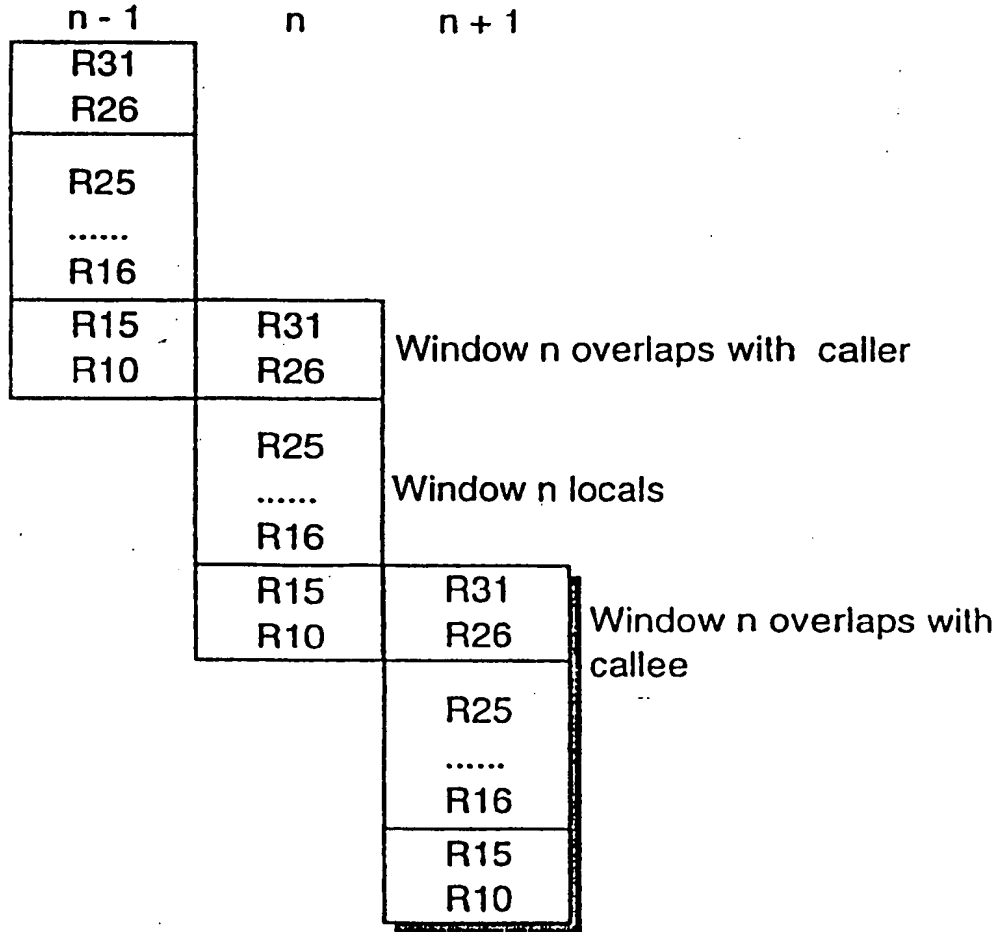 n - 1 n n + 1
R31
R26
R25
......
R16
R15 R31 Window n overlaps with caller
R10 R26
R25
...... Window n locals
R16
R15 R31 Window n overlaps with
R10 R26 callee
R25
......
R16
R15
R10